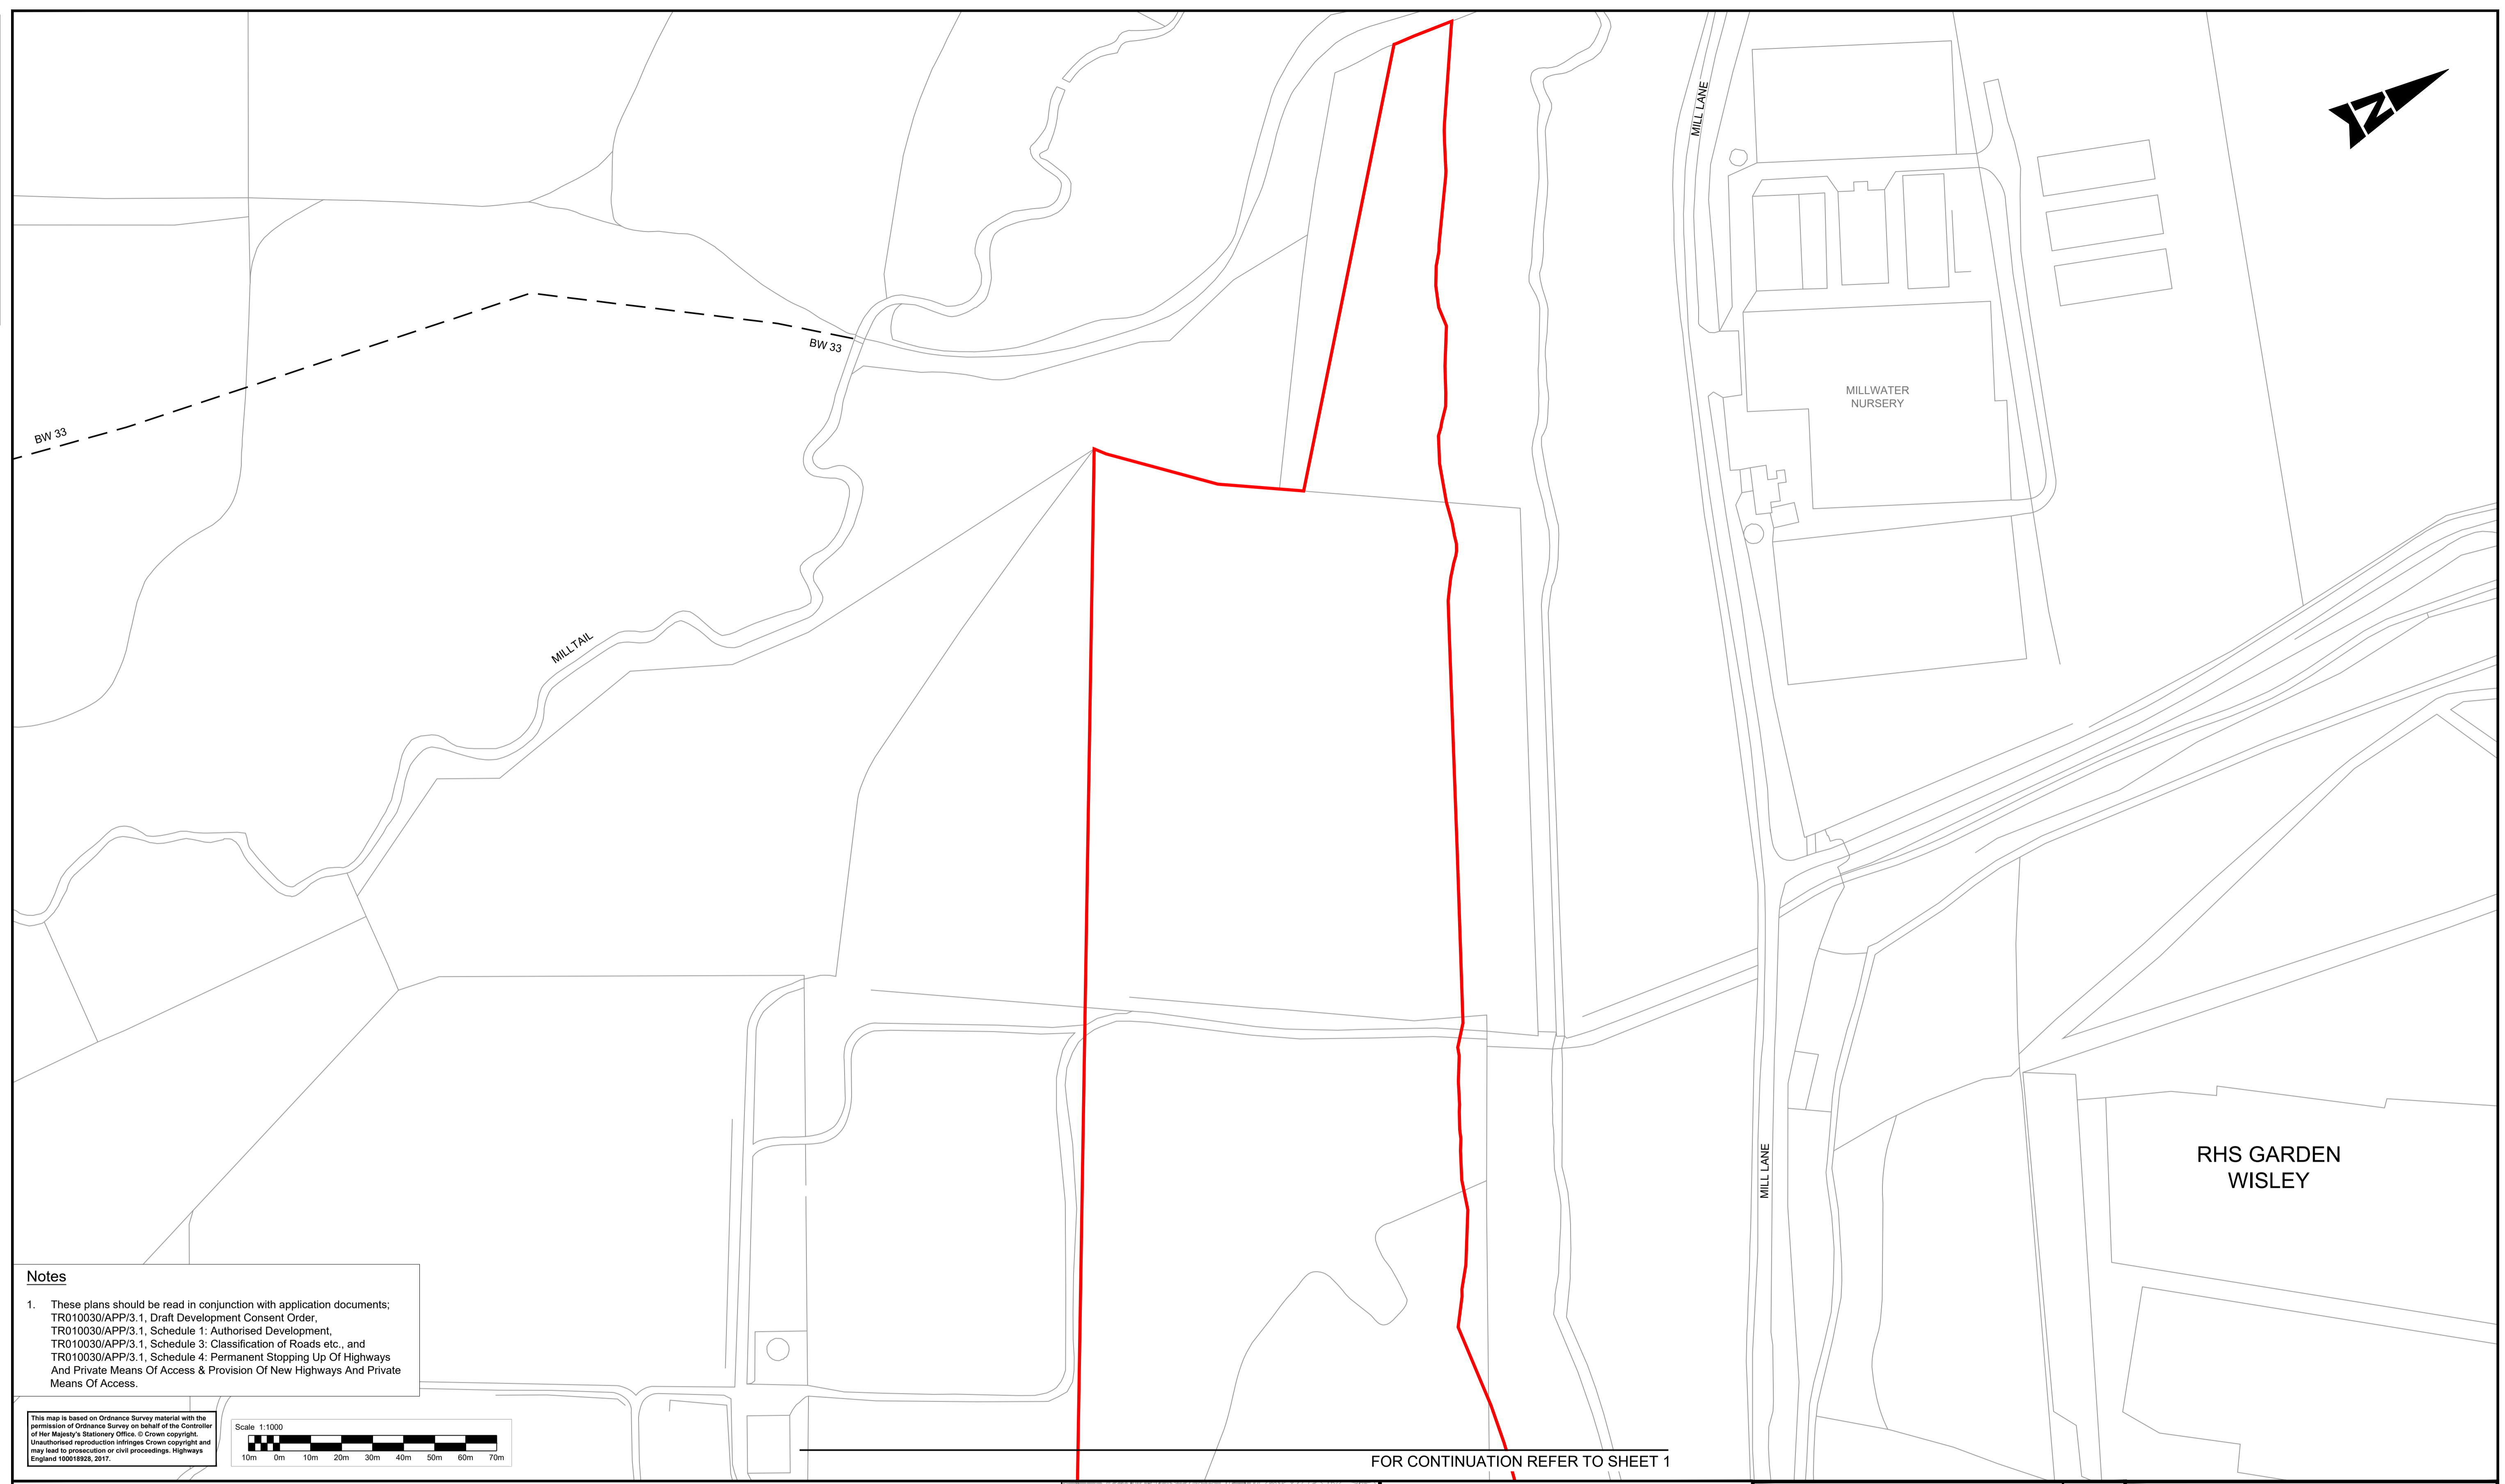 MILL LANE
N
BW 33
MILLWATER
NURSERY
BW 33
MILLTAIL
MILL LANE
RHS GARDEN
WISLEY
Notes
1. These plans should be read in conjunction with application documents;
TR010030/APP/3.1, Draft Development Consent Order,
TR010030/APP/3.1, Schedule 1: Authorised Development,
TR010030/APP/3.1, Schedule 3: Classification of Roads etc., and
TR010030/APP/3.1, Schedule 4: Permanent Stopping Up Of Highways
And Private Means Of Access & Provision Of New Highways And Private
Means Of Access.
This map is based on Ordnance Survey material with the
permission of Ordnance Survey on behalf of the Controller
of Her Majesty's Stationery Office. © Crown copyright.
Unauthorised reproduction infringes Crown copyright and
may lead to prosecution or civil proceedings. Highways
England 100018928, 2017.
Scale 1:1000
10m 0m 10m 20m 30m 40m 50m 60m 70m
FOR CONTINUATION REFER TO SHEET 1